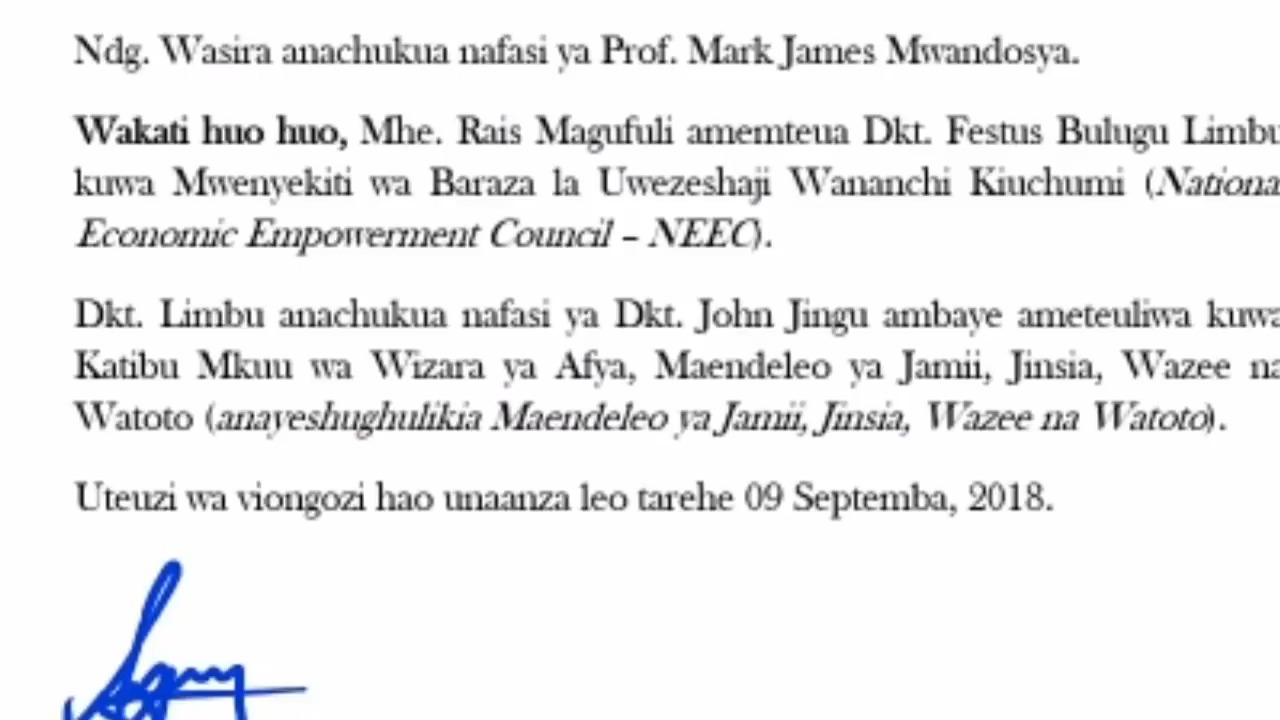 Ndg. Wasira anachukua nafasi ya Prof. Mark James Mwandosya.
Wakati huo huo, Mhe. Rais Magufuli amemteua Dkt. Festus Bulugu Limbu
kuwa Mwenyekiti wa Baraza la Uwezeshaji Wananchi Kiuchumi (Nationa
Economic Empowerment Council – NEEC).
Dkt. Limbu anachukua nafasi ya Dkt. John Jingu ambaye ameteuliwa kuwa
Katibu Mkuu wa Wizara ya Afya, Maendeleo ya Jamii, Jinsia, Wazee na
Watoto (anayeshughulikia Maendeleo ya Jamii, Jinsia, Wazee na Watoto).
Uteuzi wa viongozi hao unaanza leo tarehe 09 Septemba, 2018.